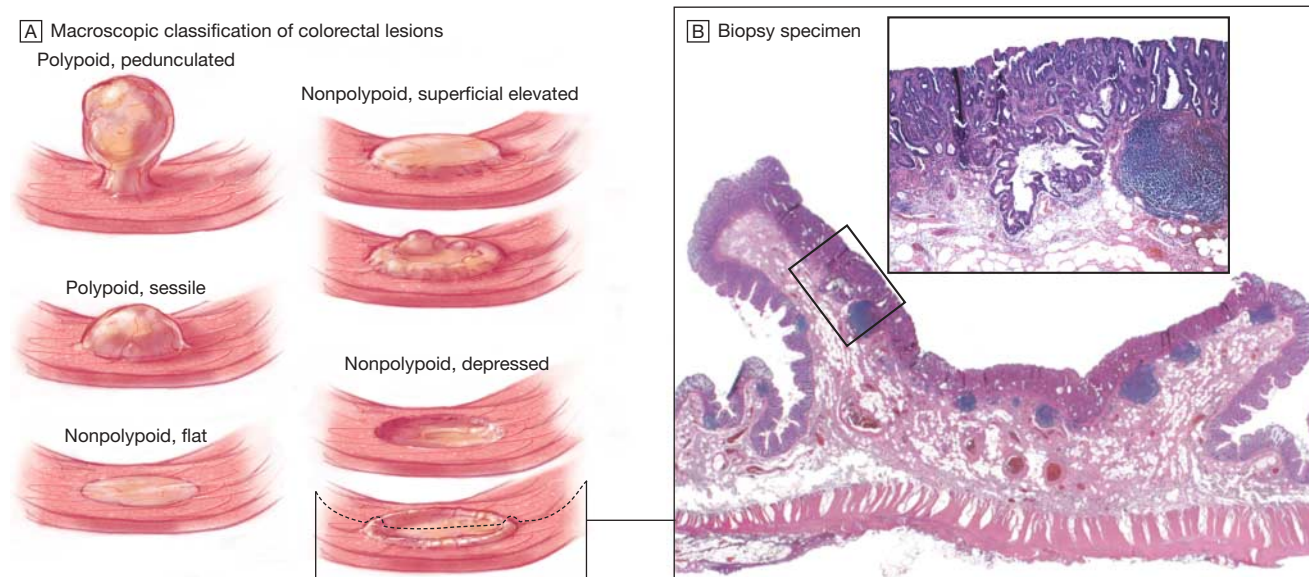 A Macroscopic classification of colorectal lesions
Polypoid, pedunculated
Nonpolypoid, superficial elevated
Polypoid, sessile
Nonpolypoid, depressed
Nonpolypoid, flat
B Biopsy specimen